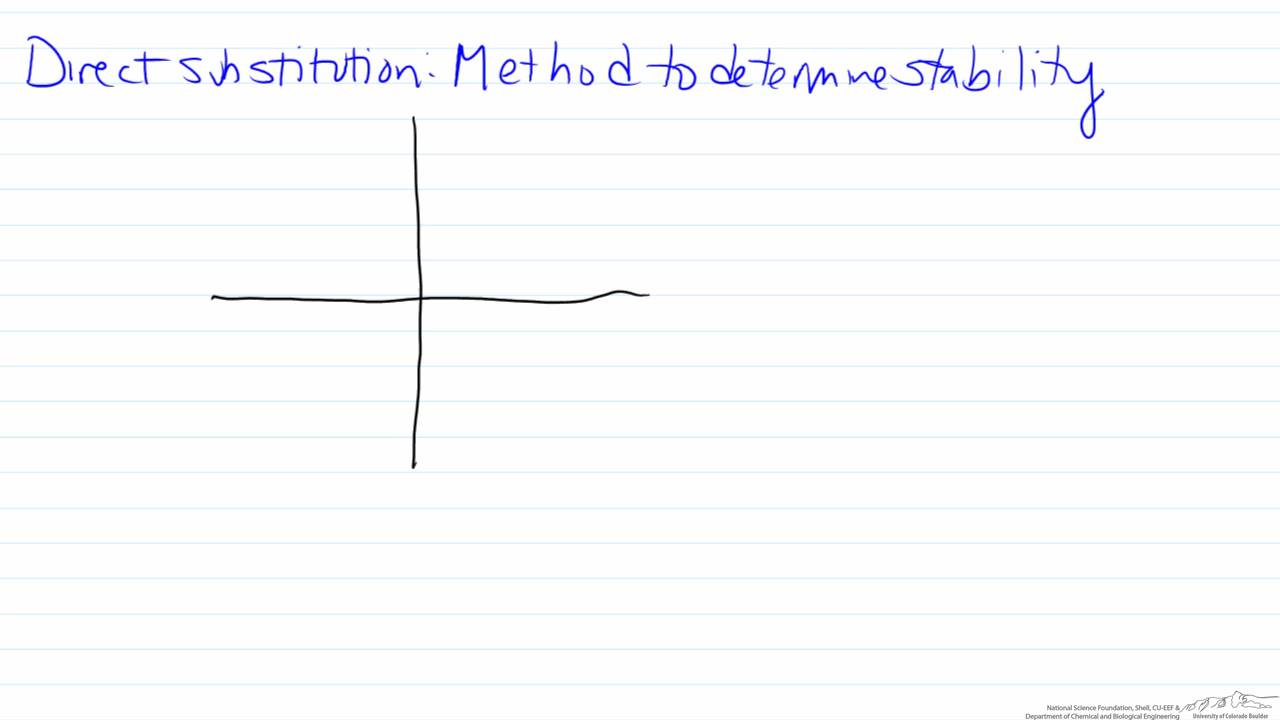 Direct substitution: Method to determine stability
National Science Foundation, Shell, CU-EEF &
Department of Chemical and Biological Engineering
University of Colorado Boulder